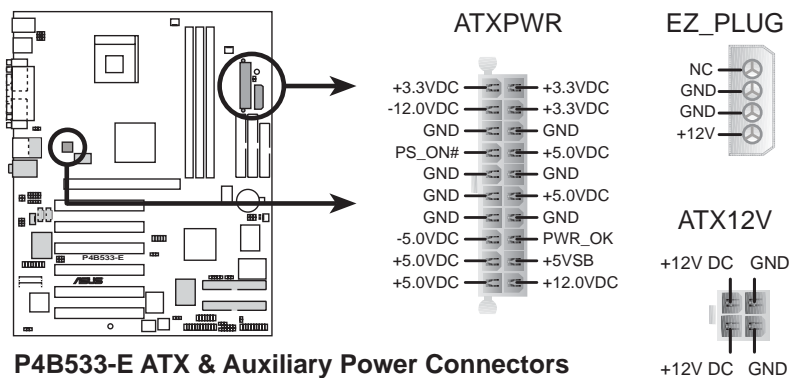 ATXPWR
+3.3VDC +3.3VDC
-12.0VDC +3.3VDC
GND GND
PS_ON# +5.0VDC
GND GND
GND +5.0VDC
GND GND
-5.0VDC PWR_OK
+5.0VDC +5VSB
+5.0VDC +12.0VDC
EZ_PLUG
NC
GND
GND
+12V
ATX12V
+12V DC GND
+12V DC GND
P4B533-E
ASUS
P4B533-E ATX & Auxiliary Power Connectors